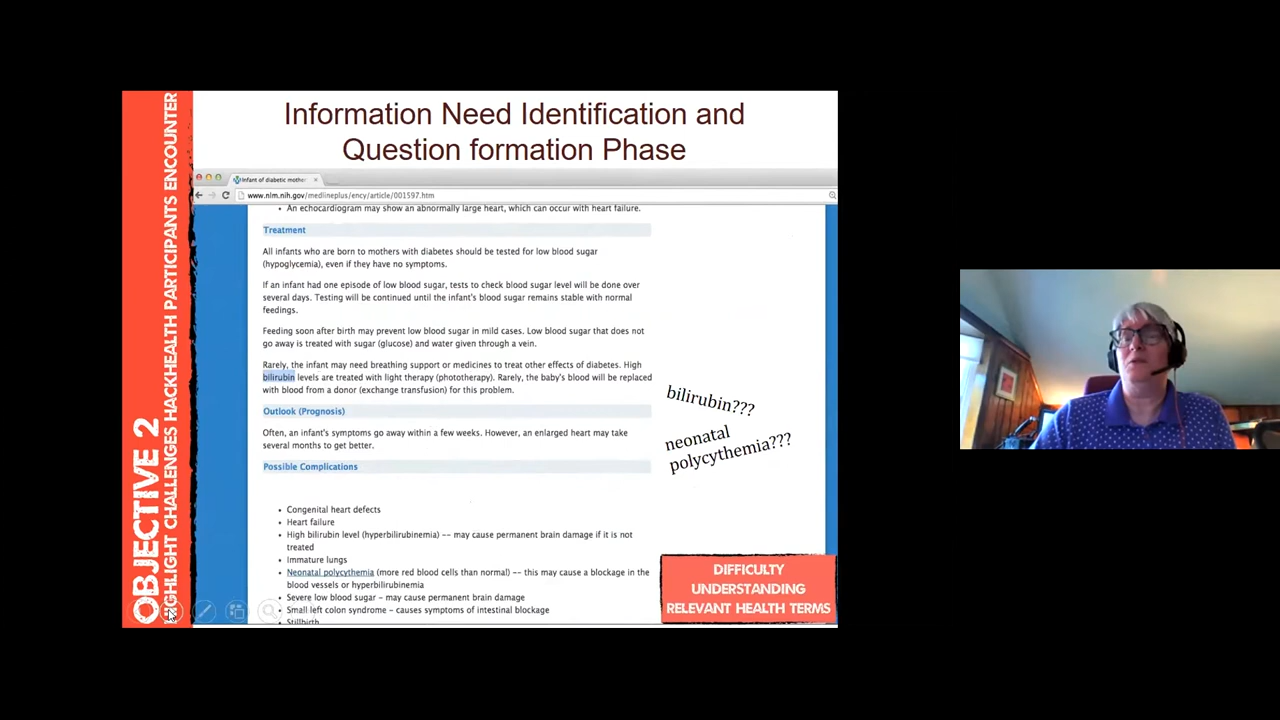 OBJECTIVE 2
HIGHLIGHT CHALLENGES HACKHEALTH PARTICIPANTS ENCOUNTER
Information Need Identification and
Question formation Phase
Infant of diabetic mothe
www.nlm.nih.gov/medlineplus/ency/article/001597.htm
• An echocardiogram may show an abnormally large heart, which can occur with heart failure.
Treatment
All infants who are born to mothers with diabetes should be tested for low blood sugar
(hypoglycemia), even if they have no symptoms.
If an infant had one episode of low blood sugar, tests to check blood sugar level will be done over
several days. Testing will be continued until the infant's blood sugar remains stable with normal
feedings.
Feeding soon after birth may prevent low blood sugar in mild cases. Low blood sugar that does not
go away is treated with sugar (glucose) and water given through a vein.
Rarely, the infant may need breathing support or medicines to treat other effects of diabetes. High
bilirubin levels are treated with light therapy (phototherapy). Rarely, the baby's blood will be replaced
with blood from a donor (exchange transfusion) for this problem.
Outlook (Prognosis)
Often, an infant's symptoms go away within a few weeks. However, an enlarged heart may take
several months to get better.
Possible Complications
• Congenital heart defects
• Heart failure
• High bilirubin level (hyperbilirubinemia) -- may cause permanent brain damage if it is not
treated
• Immature lungs
• Neonatal polycythemia (more red blood cells than normal) -- this may cause a blockage in the
blood vessels or hyperbilirubinemia
• Severe low blood sugar - may cause permanent brain damage
• Small left colon syndrome - causes symptoms of intestinal blockage
• Stillbirth
bilirubin???
neonatal
polycythemia???
DIFFICULTY
UNDERSTANDING
RELEVANT HEALTH TERMS